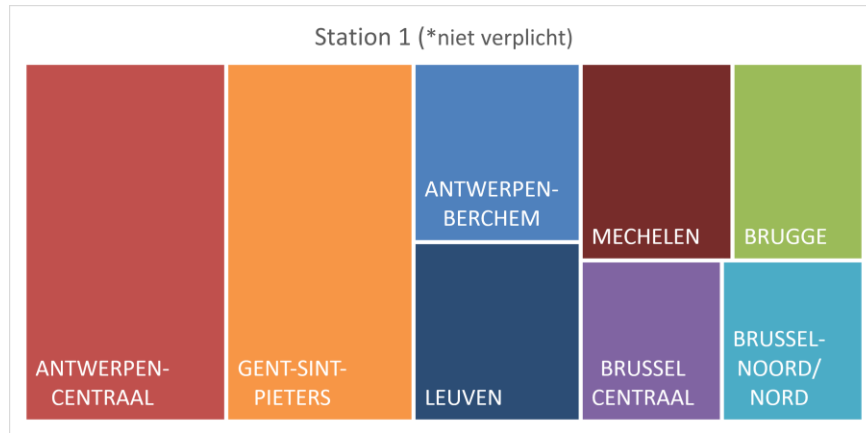 Station 1 (*niet verplicht)
ANTWERPEN-
CENTRAAL
GENT-SINT-
PIETERS
ANTWERPEN-
BERCHEM
LEUVEN
MECHELEN
BRUGGE
BRUSSEL
CENTRAAL
BRUSSEL-
NOORD/
NORD